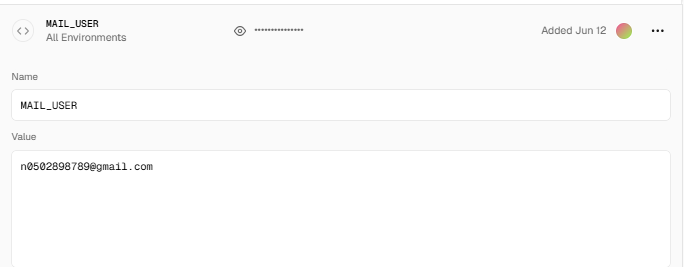 MAIL_USER
All Environments
•••••••••••••••
Added Jun 12
Name
MAIL_USER
Value
n0502898789@gmail.com